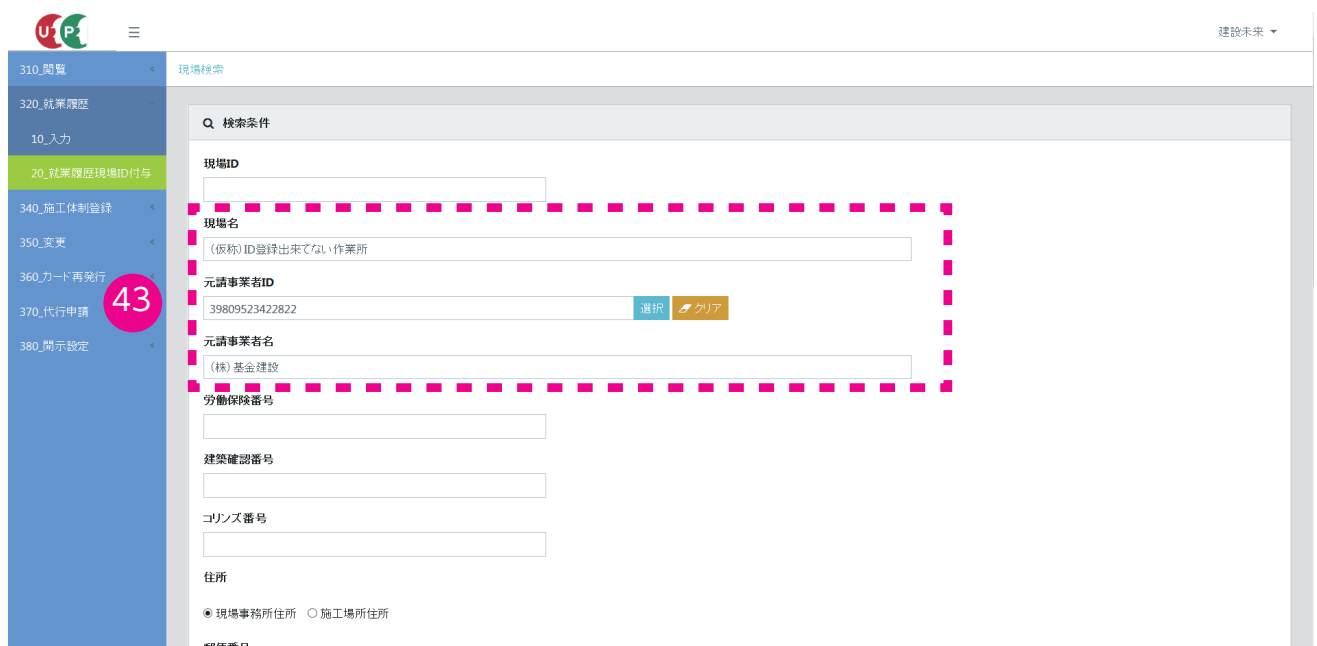 UP
建設未来
310_閲覧
現場検索
320_就業履歴
10_入力
20_就業履歴現場ID付与
340_施工体制登録
350_変更
360_カード再発行
370_代行申請
380_開示設定
43
検索条件
現場ID
現場名
(仮称)ID登録出来てない作業所
元請事業者ID
39809523422822
選択
クリア
元請事業者名
(株)基金建設
労働保険番号
建築確認番号
コリンズ番号
住所
現場事務所住所 施工場所住所